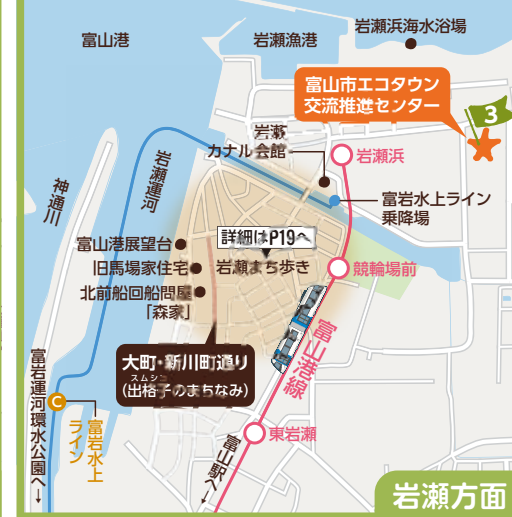 富山港
岩瀬漁港
岩瀬浜海水浴場
富山市エコタウン
交流推進センター
3
岩瀬
カナル会館
岩瀬浜
岩瀬運河
神通川
富岩水上ライン
乗降場
詳細はP19へ
富山港展望台
旧馬場家住宅
北前船回船問屋
「森家」
岩瀬まち歩き
競輪場前
大町・新川町通り
スムシコ
(出格子のまちなみ)
富山港線
富岩運河環水公園へ→
C
富岩水上
ライン
東岩瀬
富山駅へ→
岩瀬方面